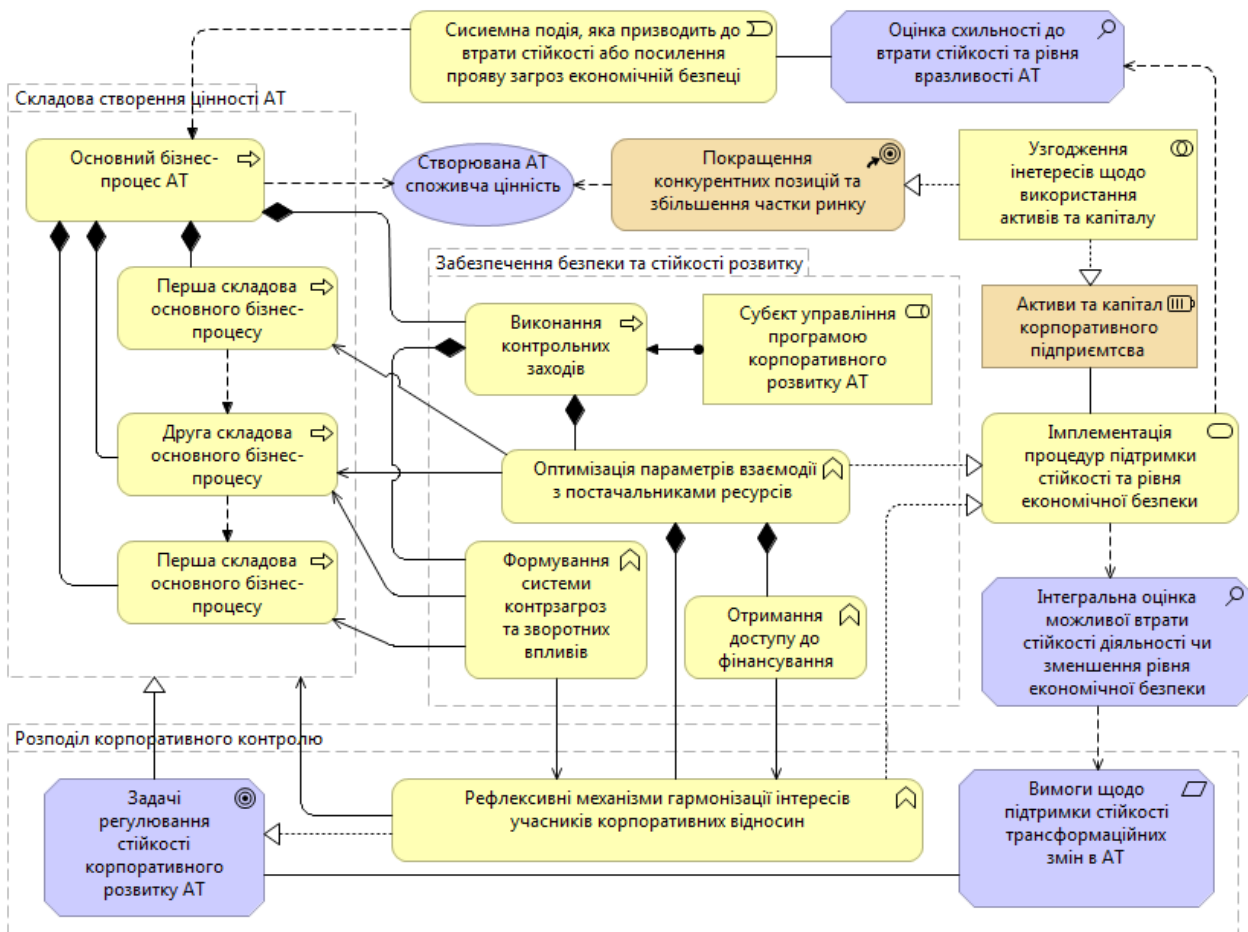 Сисиемна подія, яка призводить до
втрати стійкості або посилення
прояву загроз економічній безпеці
Оцінка схильності до
втрати стійкості та рівня
вразливості АТ
Складова створення цінності АТ
Основний бізнес-
процес АТ
Створювана АТ
споживча цінність
Покращення
конкурентних позицій та
збільшення частки ринку
Узгодження
інетересів щодо
використання
активів та капіталу
Забезпечення безпеки та стійкості розвитку
Перша складова
основного бізнес-
процесу
Виконання
контрольних
заходів
Субєкт управління
програмою
корпоративного
розвитку АТ
Активи та капітал
корпоративного
підприємтсва
Друга складова
основного бізнес-
процесу
Оптимізація параметрів взаємодії
з постачальниками ресурсів
Імплементація
процедур підтримки
стійкості та рівня
економічної безпеки
Перша складова
основного бізнес-
процесу
Формування
системи
контрзагроз
та зворотних
впливів
Отримання
доступу до
фінансування
Інтегральна оцінка
можливої втрати
стійкості діяльності чи
зменшення рівня
економічної безпеки
Розподіл корпоративного контролю
Задачі
регулювання
стійкості
корпоративного
розвитку АТ
Рефлексивні механізми гармонізації інтересів
учасників корпоративних відносин
Вимоги щодо
підтримки стійкості
трансформаційних
змін в АТ